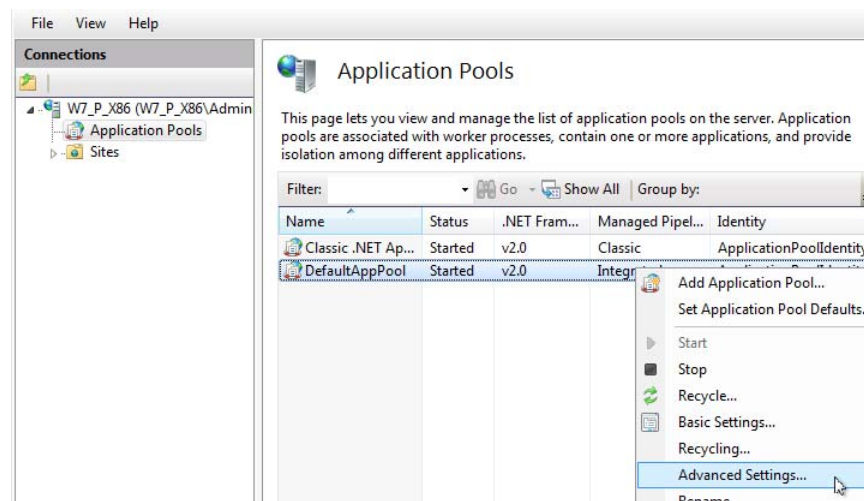 File View Help
Connections
W7_P_X86 (W7_P_X86\Admin
Application Pools
Sites
Application Pools
This page lets you view and manage the list of application pools on the server. Application
pools are associated with worker processes, contain one or more applications, and provide
isolation among different applications.
Filter: Go Show All Group by:
Name Status .NET Fram... Managed Pipel... Identity
Classic .NET Ap... Started v2.0 Classic ApplicationPoolIdentity
DefaultAppPool Started v2.0
Add Application Pool...
Set Application Pool Defaults.
Start
Stop
Recycle...
Basic Settings...
Recycling...
Advanced Settings...
Rename